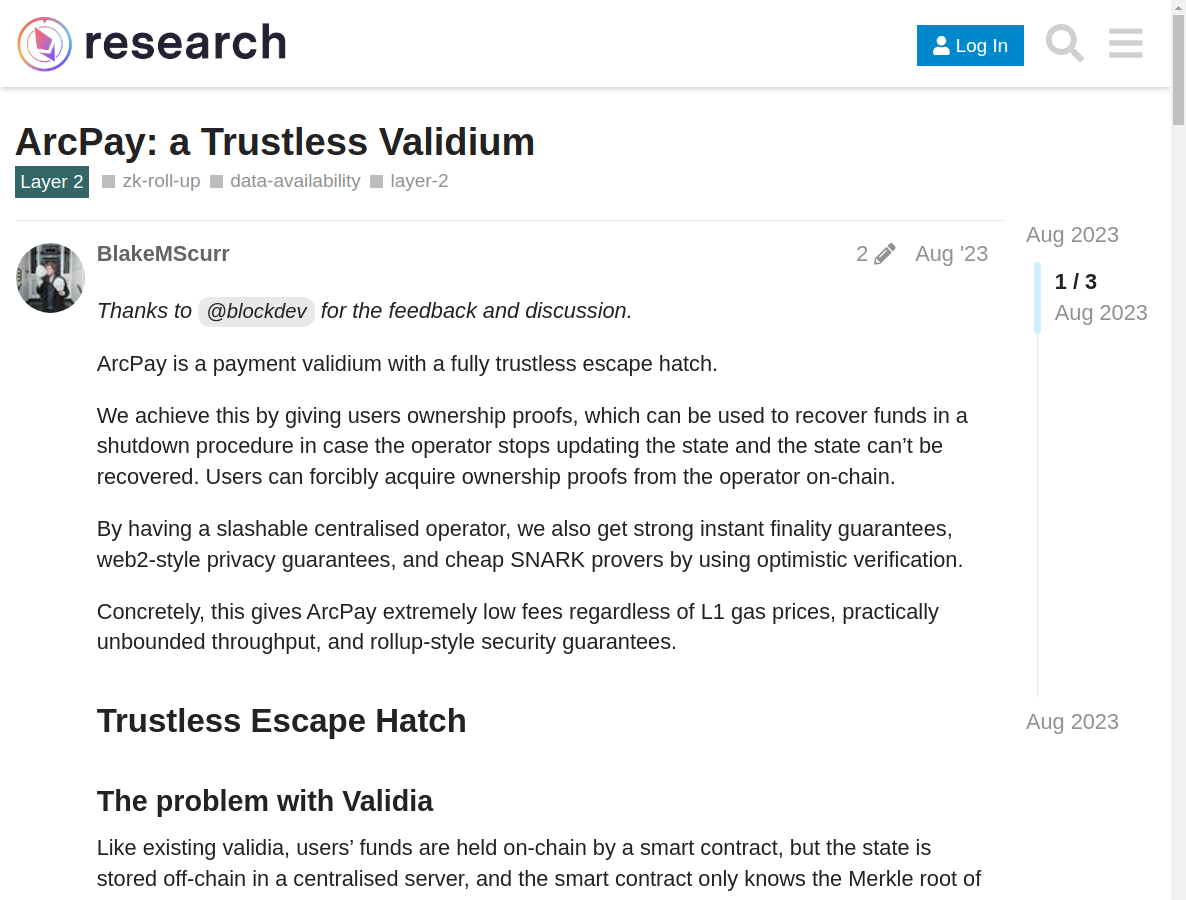 research
Log In
ArcPay: a Trustless Validium
Layer 2 zk-roll-up data-availability layer-2
BlakeMScurr 2 Aug '23
Thanks to @blockdev for the feedback and discussion.
ArcPay is a payment validium with a fully trustless escape hatch.
We achieve this by giving users ownership proofs, which can be used to recover funds in a
shutdown procedure in case the operator stops updating the state and the state can’t be
recovered. Users can forcibly acquire ownership proofs from the operator on-chain.
By having a slashable centralised operator, we also get strong instant finality guarantees,
web2-style privacy guarantees, and cheap SNARK provers by using optimistic verification.
Concretely, this gives ArcPay extremely low fees regardless of L1 gas prices, practically
unbounded throughput, and rollup-style security guarantees.
Trustless Escape Hatch
The problem with Validia
Like existing validia, users’ funds are held on-chain by a smart contract, but the state is
stored off-chain in a centralised server, and the smart contract only knows the Merkle root of
Aug 2023
1 / 3
Aug 2023
Aug 2023